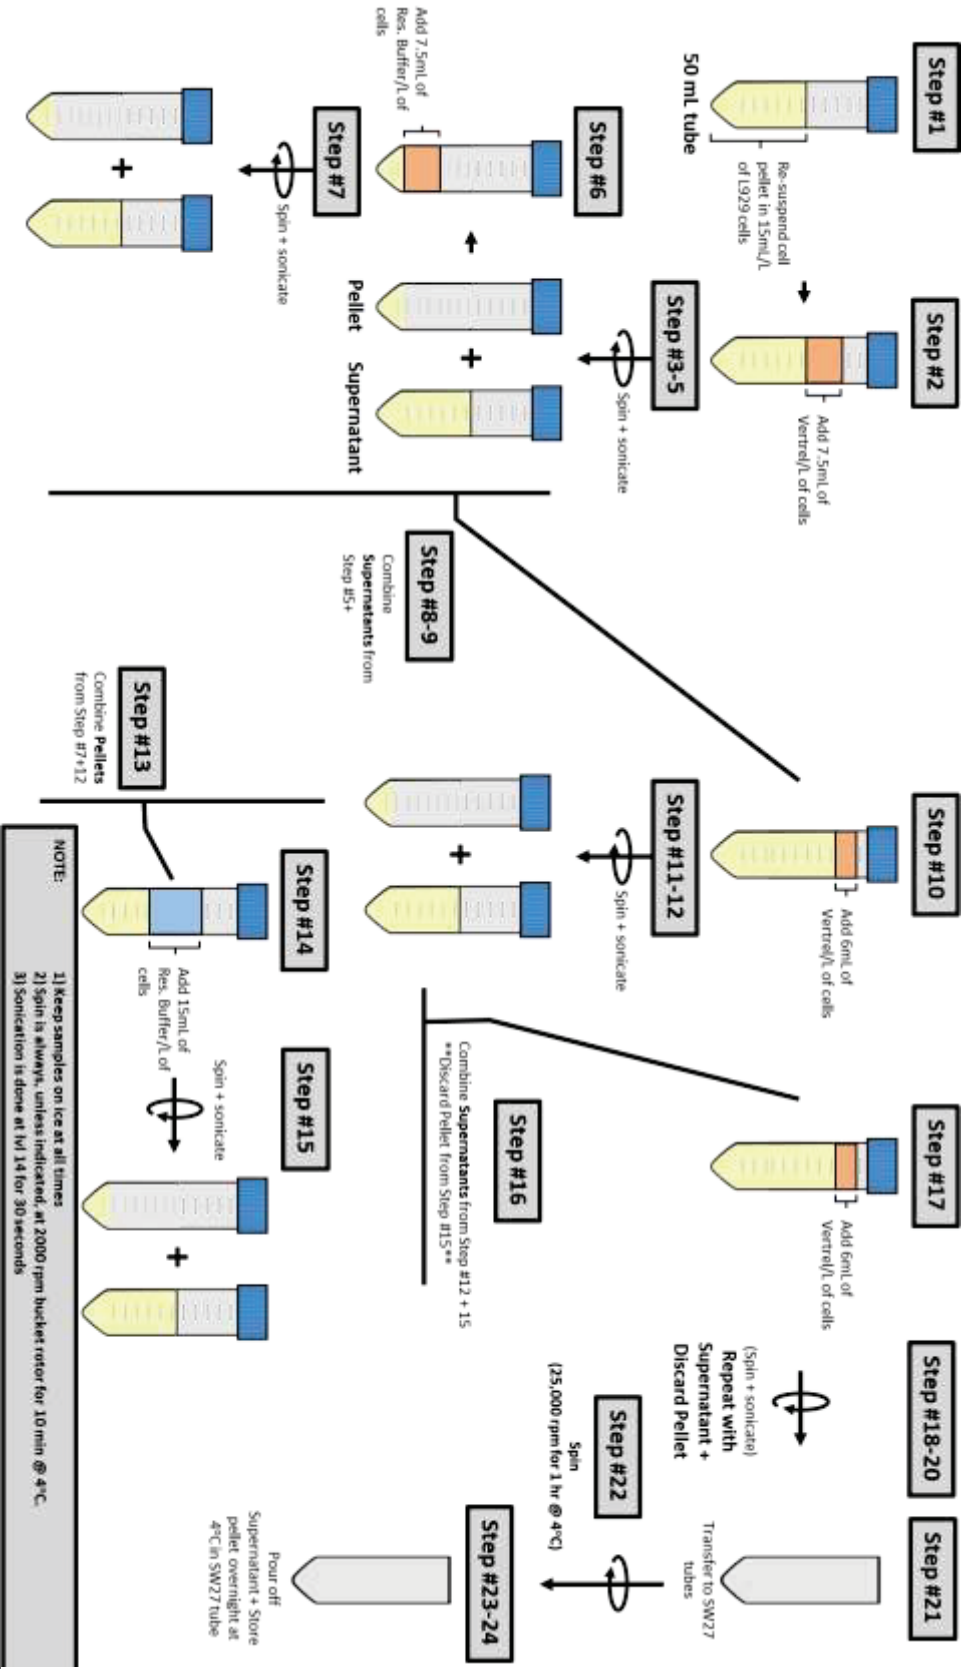 Step #1
50 mL tube
Re-suspend cell
pellet in 15mL/L
of L929 cells
Step #2
Add 7.5mL of
Vertrel/L of cells
Step #3-5
Spin + sonicate
Pellet
+
Supernatant
Step #6
Add 7.5mL of
Res. Buffer/L of
cells
Step #7
Spin + sonicate
+
Step #8-9
Combine
Supernatants from
Step #5+
Step #10
Add 6mL of
Vertrel/L of cells
Step #11-12
Spin + sonicate
+
Step #13
Combine Pellets
from Step #7+12
Step #14
Add 15mL of
Res. Buffer/L of
cells
Step #15
Spin + sonicate
+
Step #16
Combine Supernatants from Step #12 + 15
**Discard Pellet from Step #15**
Step #17
Add 6mL of
Vertrel/L of cells
Step #18-20
(Spin + sonicate)
Repeat with
Supernatant +
Discard Pellet
Step #21
Transfer to SW27
tubes
Step #22
Spin
(25,000 rpm for 1 hr @ 4°C)
Step #23-24
Pour off
Supernatant + Store
pellet overnight at
4°C in SW27 tube
NOTE:
1) Keep samples on ice at all times
2) Spin is always, unless indicated, at 2000 rpm bucket rotor for 10 min @ 4°C.
3) Sonication is done at lvl 14 for 30 seconds